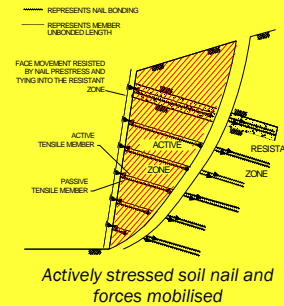 REPRESENTS NAIL BONDING
REPRESENTS MEMBER
UNBONDED LENGTH
FACE MOVEMENT RESISTED
BY NAIL PRESTRESS AND
TYING INTO THE RESISTANT
ZONE
ACTIVE
TENSILE MEMBER
PASSIVE
TENSILE MEMBER
ACTIVE
ZONE
RESISTA
ZONE
Actively stressed soil nail and
forces mobilised